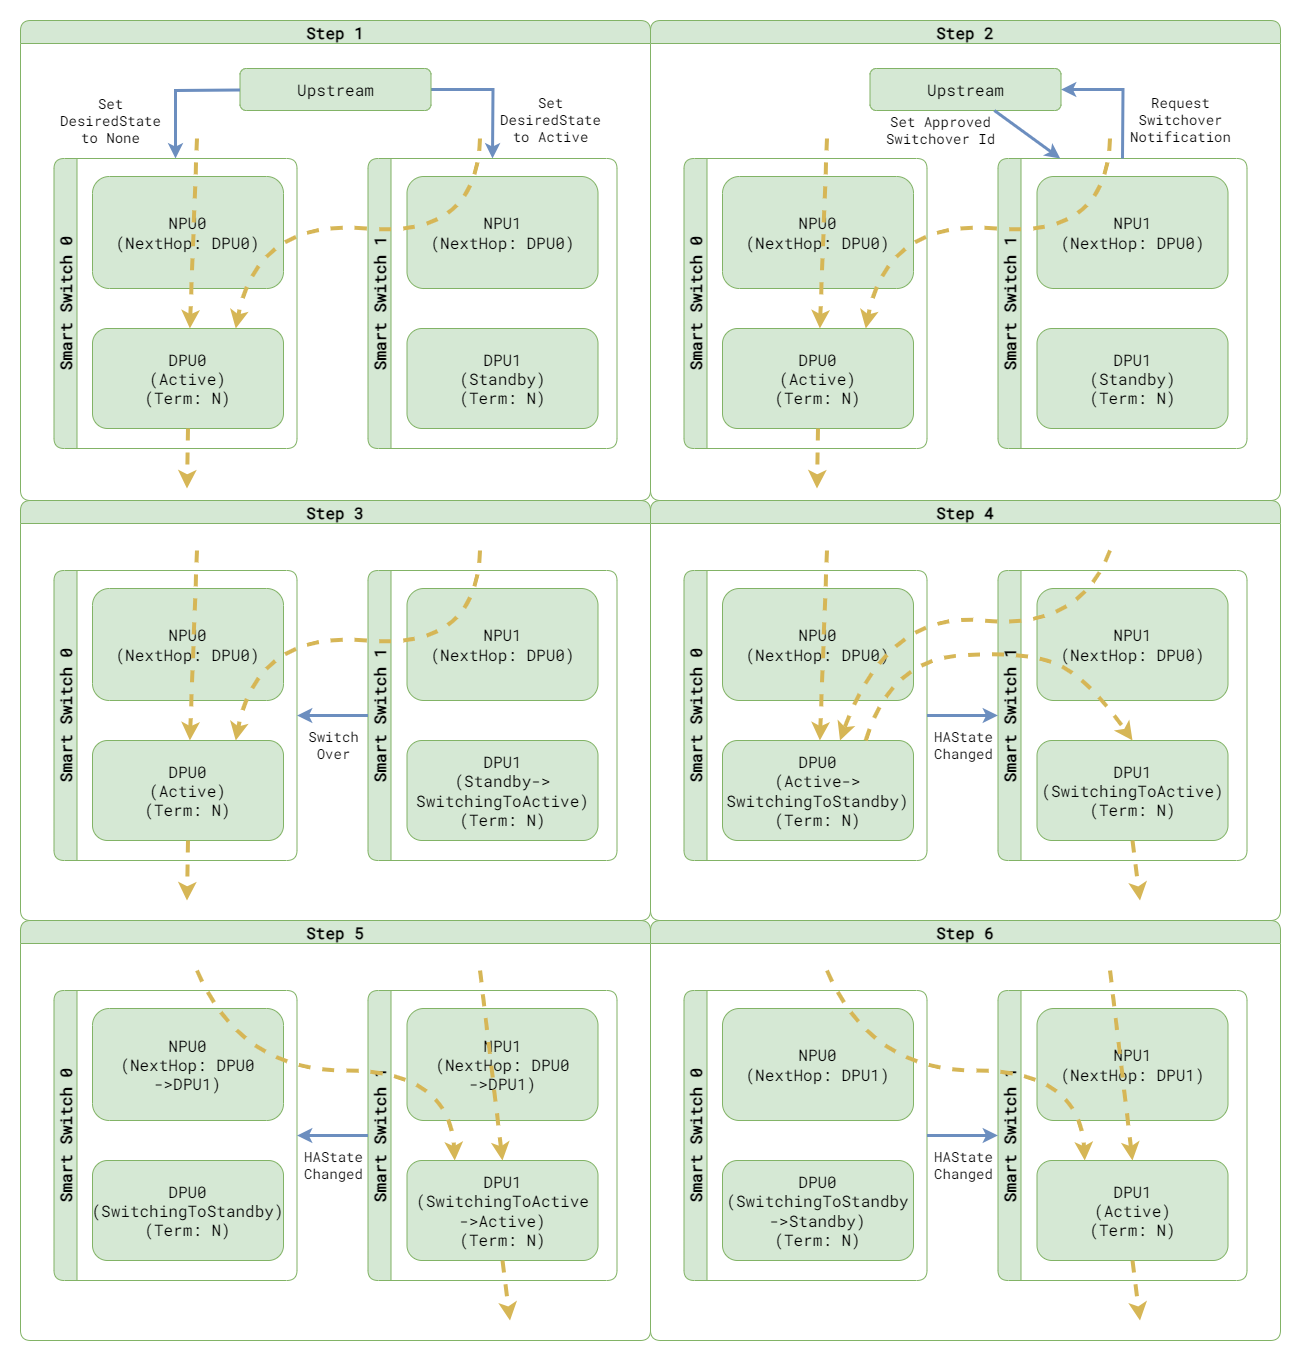 Step 1
Upstream
Set
DesiredState
to None
Set
DesiredState
to Active
Smart Switch 0
NPU0
(NextHop: DPU0)
DPU0
(Active)
(Term: N)
Smart Switch 1
NPU1
(NextHop: DPU0)
DPU1
(Standby)
(Term: N)
Step 2
Upstream
Set Approved
Switchover Id
Request
Switchover
Notification
Smart Switch 0
NPU0
(NextHop: DPU0)
DPU0
(Active)
(Term: N)
Smart Switch 1
NPU1
(NextHop: DPU0)
DPU1
(Standby)
(Term: N)
Step 3
Smart Switch 0
NPU0
(NextHop: DPU0)
DPU0
(Active)
(Term: N)
Switch
Over
Smart Switch 1
NPU1
(NextHop: DPU0)
DPU1
(Standby->
SwitchingToActive)
(Term: N)
Step 4
Smart Switch 0
NPU0
(NextHop: DPU0)
DPU0
(Active->
SwitchingToStandby)
(Term: N)
HAState
Changed
Smart Switch 1
NPU1
(NextHop: DPU0)
DPU1
(SwitchingToActive)
(Term: N)
Step 5
Smart Switch 0
NPU0
(NextHop: DPU0
->DPU1)
DPU0
(SwitchingToStandby)
(Term: N)
HAState
Changed
Smart Switch 1
NPU1
(NextHop: DPU0
->DPU1)
DPU1
(SwitchingToActive
->Active)
(Term: N)
Step 6
Smart Switch 0
NPU0
(NextHop: DPU1)
DPU0
(SwitchingToStandby
->Standby)
(Term: N)
HAState
Changed
Smart Switch 1
NPU1
(NextHop: DPU1)
DPU1
(Active)
(Term: N)